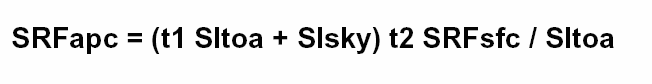 SRFapc = (t1 SItoa + SIsky) t2 SRFsfc / SItoa